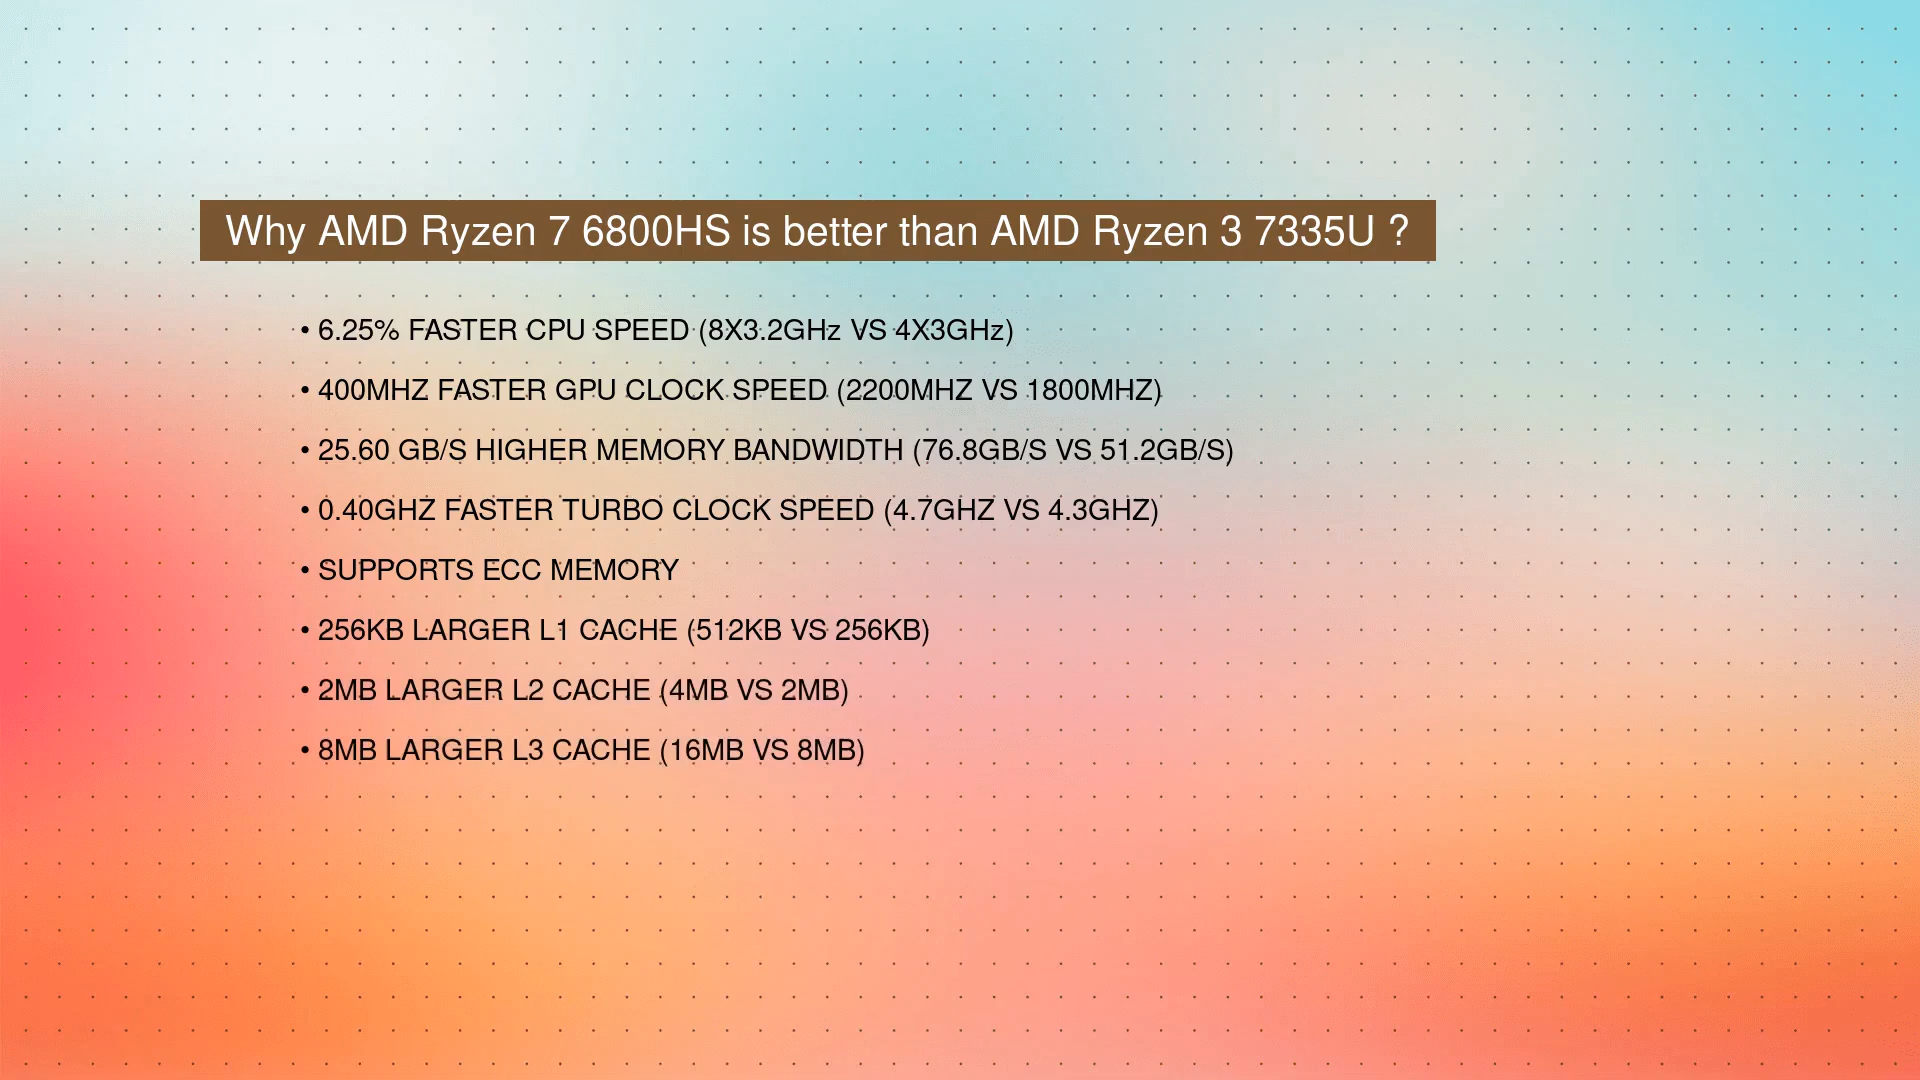 Why AMD Ryzen 7 6800HS is better than AMD Ryzen 3 7335U ?
• 6.25% FASTER CPU SPEED (8X3.2GHz VS 4X3GHz)
• 400MHZ FASTER GPU CLOCK SPEED (2200MHZ VS 1800MHZ)
• 25.60 GB/S HIGHER MEMORY BANDWIDTH (76.8GB/S VS 51.2GB/S)
• 0.40GHZ FASTER TURBO CLOCK SPEED (4.7GHZ VS 4.3GHZ)
• SUPPORTS ECC MEMORY
• 256KB LARGER L1 CACHE (512KB VS 256KB)
• 2MB LARGER L2 CACHE (4MB VS 2MB)
• 8MB LARGER L3 CACHE (16MB VS 8MB)